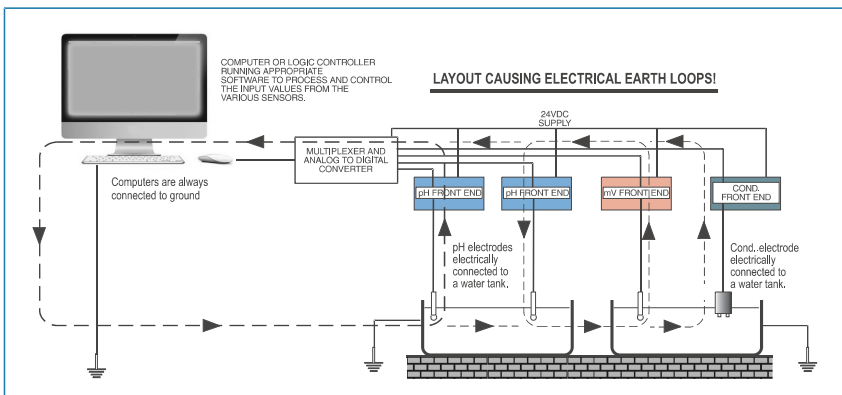 COMPUTER OR LOGIC CONTROLLER
RUNNING APPROPRIATE
SOFTWARE TO PROCESS AND CONTROL
THE INPUT VALUES FROM THE
VARIOUS SENSORS.
LAYOUT CAUSING ELECTRICAL EARTH LOOPS!
24VDC
SUPPLY
MULTIPLEXER AND
ANALOG TO DIGITAL
CONVERTER
Computers are always
connected to ground
pH FRONT END
pH FRONT END
mV FRONT END
COND.
FRONT END
pH electrodes
electrically
connected to
a water tank.
Cond. electrode
electrically
connected to
a water tank.